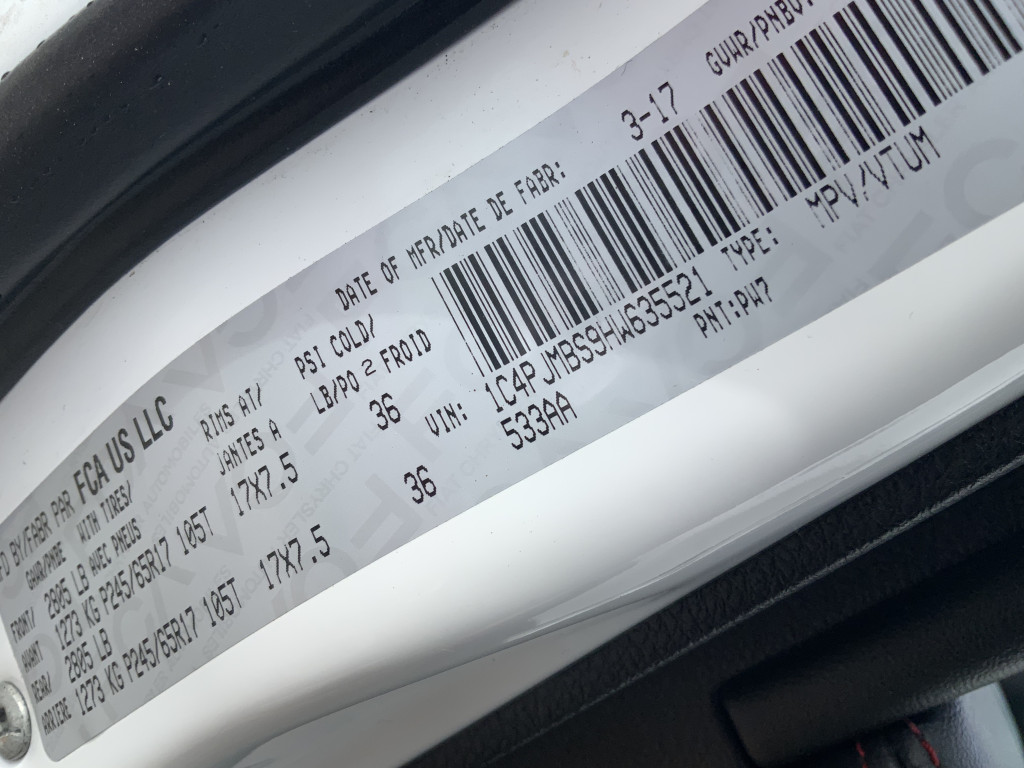 FABR PAR FCA US LLC
DATE OF MFR/DATE DE FABR: 3-17
GVWR/PNBV
GAWR/PNBE
WITH TIRES/
AVEC PNEUS
RIMS AT/
JANTES A
PSI COLD/
LB/PO 2 FROID
FRONT/ 2805 LB
AVANT 1273 KG P245/65R17 105T 17X7.5 36
REAR/ 2805 LB
ARRIERE 1273 KG P245/65R17 105T 17X7.5 36
VIN: 1C4PJMBS9HW635521 TYPE: MPV/VTUM
533AA PNT:PW7